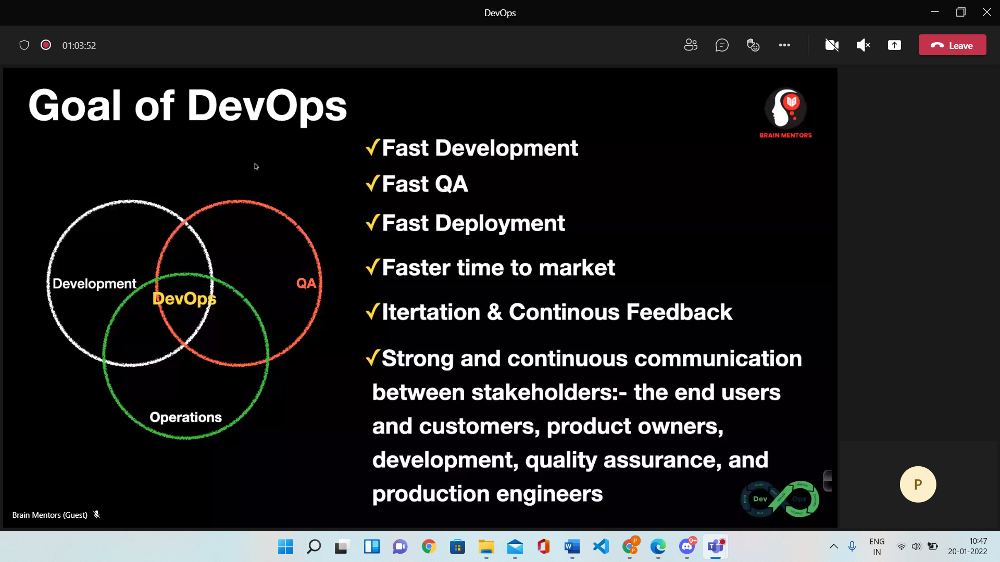 DevOps
01:03:52
Leave
Goal of DevOps
BRAIN MENTORS
✓Fast Development
✓Fast QA
✓Fast Deployment
✓Faster time to market
✓Itertation & Continous Feedback
✓Strong and continuous communication
between stakeholders:- the end users
and customers, product owners,
development, quality assurance, and
production engineers
Development
QA
DevOps
Operations
Dev
Ops
Brain Mentors (Guest)
P
9+
ENG
IN
10:47
20-01-2022